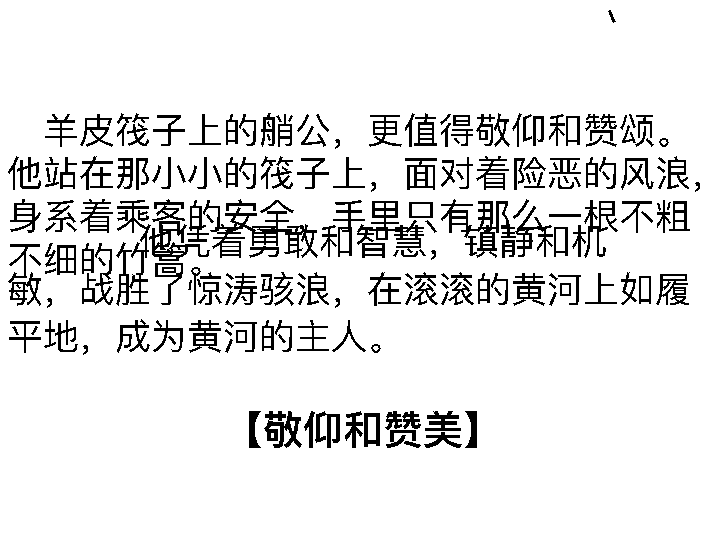 羊皮筏子上的艄公，更值得敬仰和赞颂。
他站在那小小的筏子上，面对着险恶的风浪，
身系着乘客的安全，手里只有那么一根不粗
不细的竹篙。
他凭着勇敢和智慧，镇静和机
敏，战胜了惊涛骇浪，在滚滚的黄河上如履
平地，成为黄河的主人。
【敬仰和赞美】